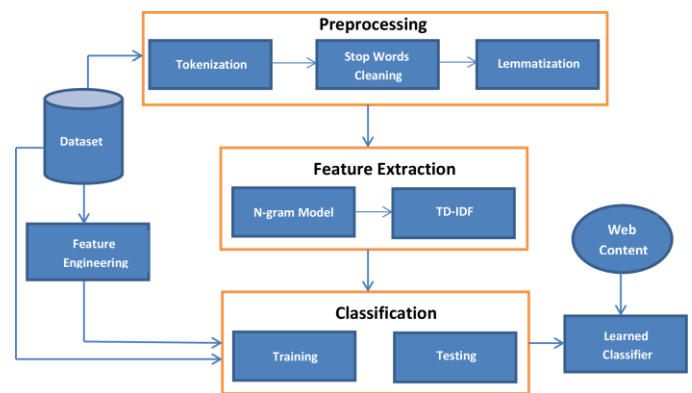 Preprocessing
Tokenization
Stop Words
Cleaning
Lemmatization
Dataset
Feature Extraction
N-gram Model
TD-IDF
Web
Content
Feature
Engineering
Classification
Training
Testing
Learned
Classifier